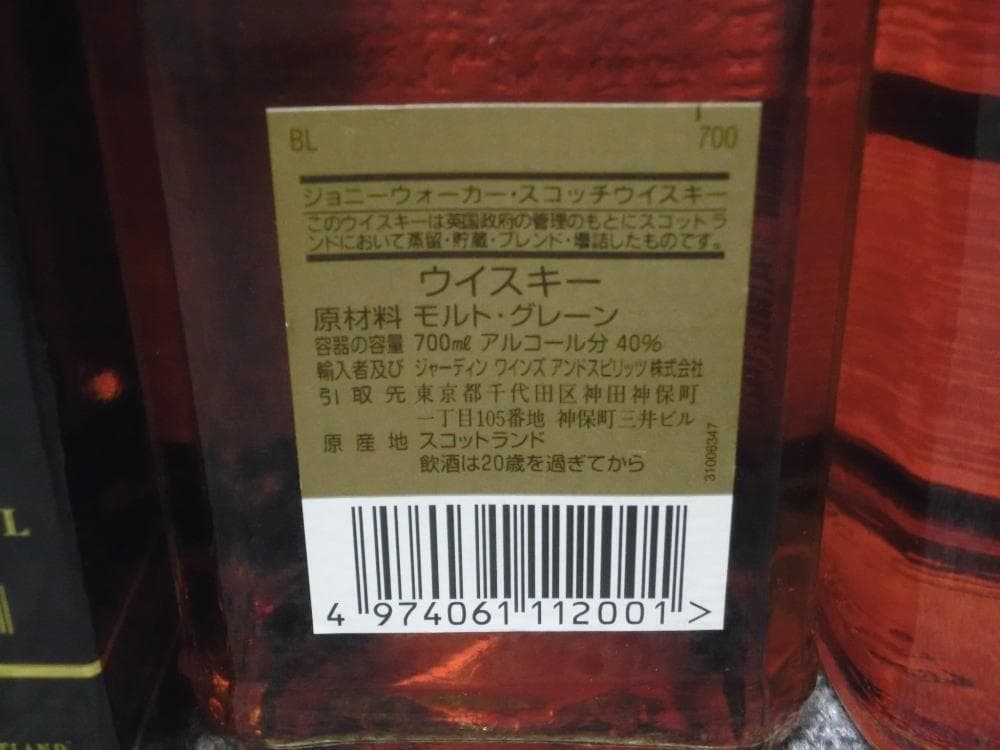 BL
700
ジョニーウォーカー・スコッチウイスキー
このウイスキーは英国政府の管理のもとにスコットラ
ンドにおいて蒸留・貯蔵・ブレンド・壜詰したものです。
ウイスキー
原材料 モルト・グレーン
容器の容量 700mℓ アルコール分 40%
輸入者及び ジャーディン ワインズ アンドスピリッツ株式会社
引取先 東京都千代田区神田神保町
一丁目105番地 神保町三井ビル
原産地 スコットランド
飲酒は20歳を過ぎてから
31006347
4 974061 112001 >
L